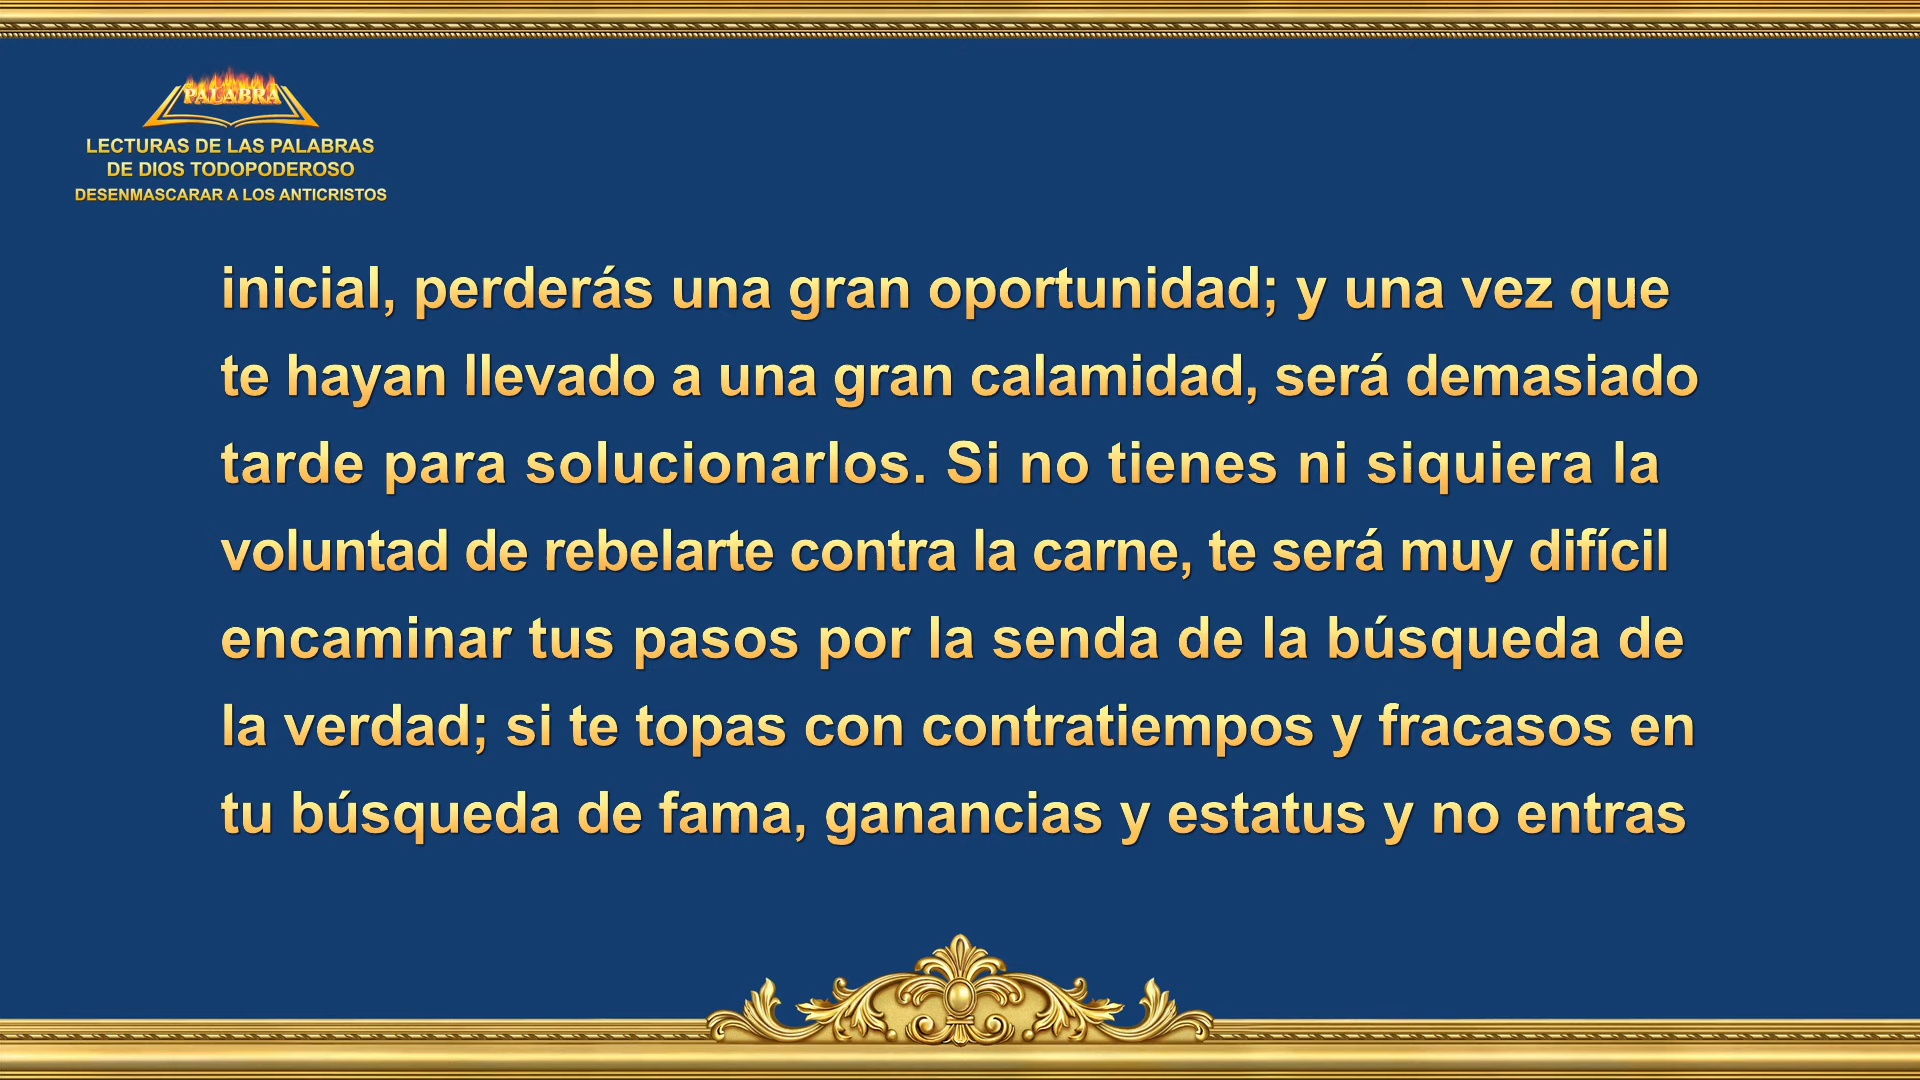 PALABRA
LECTURAS DE LAS PALABRAS
DE DIOS TODOPODEROSO
DESENMASCARAR A LOS ANTICRISTOS
inicial, perderás una gran oportunidad; y una vez que
te hayan llevado a una gran calamidad, será demasiado
tarde para solucionarlos. Si no tienes ni siquiera la
voluntad de rebelarte contra la carne, te será muy difícil
encaminar tus pasos por la senda de la búsqueda de
la verdad; si te topas con contratiempos y fracasos en
tu búsqueda de fama, ganancias y estatus y no entras